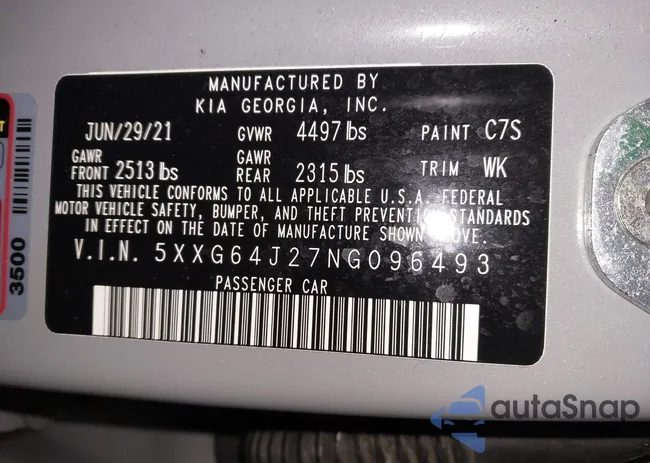 MANUFACTURED BY
KIA GEORGIA, INC.
JUN/29/21 GVWR 4497 lbs PAINT C7S
GAWR FRONT 2513 lbs GAWR REAR 2315 lbs TRIM WK
THIS VEHICLE CONFORMS TO ALL APPLICABLE U.S.A. FEDERAL
MOTOR VEHICLE SAFETY, BUMPER, AND THEFT PREVENTION STANDARDS
IN EFFECT ON THE DATE OF MANUFACTURE SHOWN ABOVE.
V.I.N. 5XXG64J27NG096493
PASSENGER CAR
3500
autaSnap